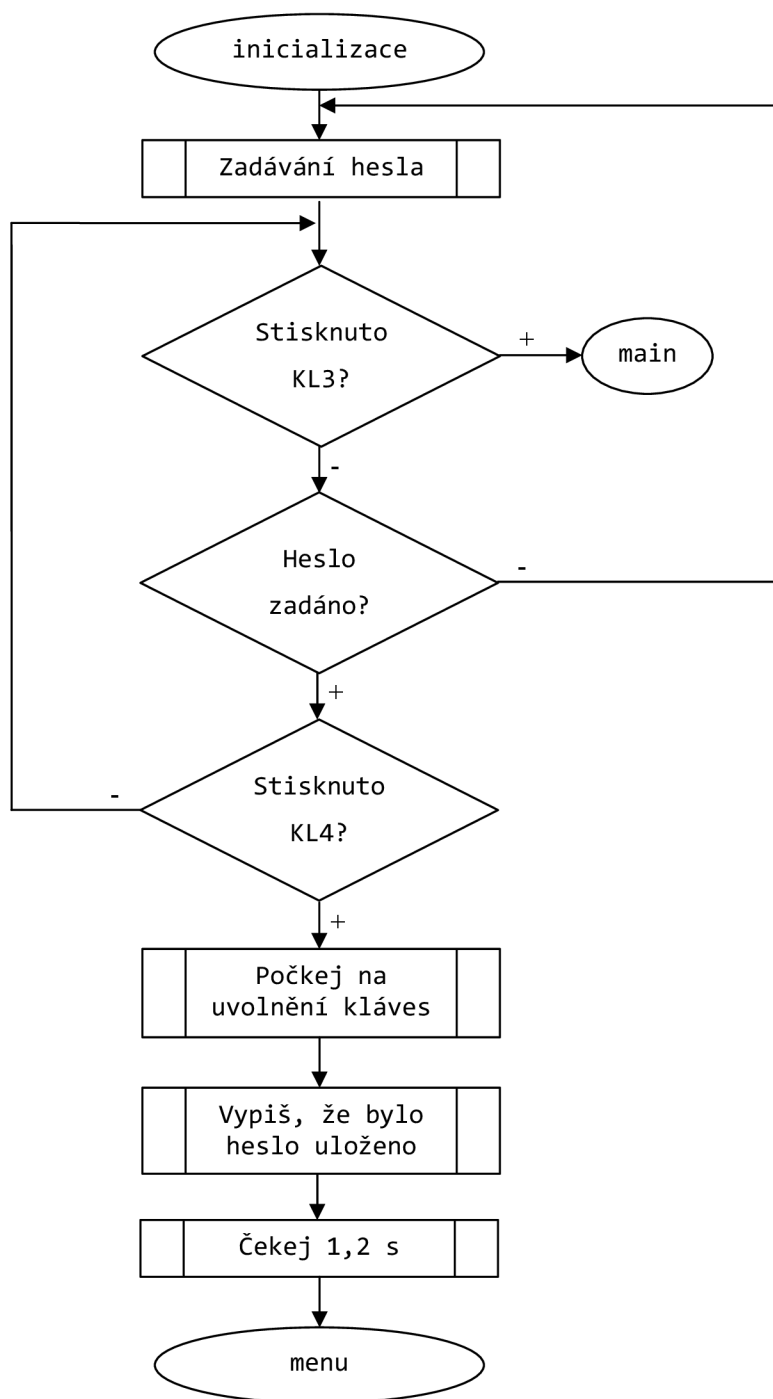 inicializace
Zadávání hesla
Stisknuto
KL3?
+
main
-
Heslo
zadáno?
-
+
Stisknuto
KL4?
-
+
Počkej na
uvolnění kláves
Vypiš, že bylo
heslo uloženo
Čekej 1,2 s
menu